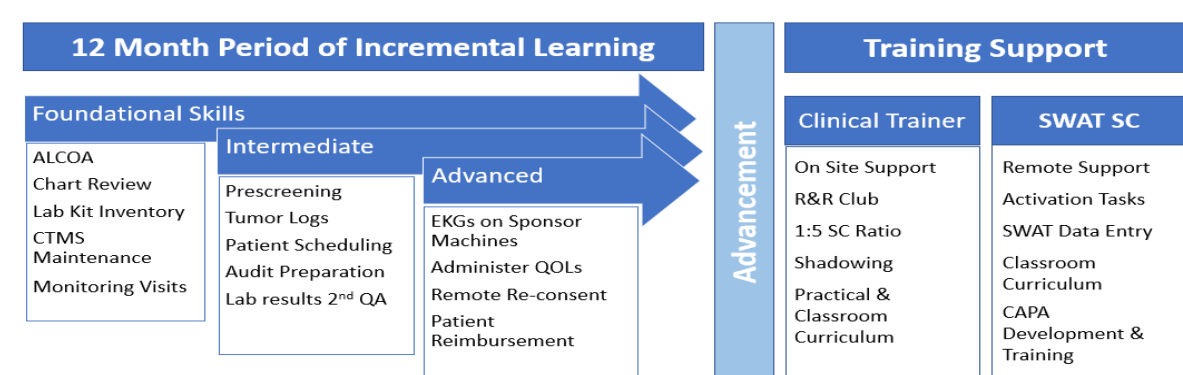 12 Month Period of Incremental Learning
Foundational Skills
ALCOA
Chart Review
Lab Kit Inventory
CTMS
Maintenance
Monitoring Visits
Intermediate
Prescreening
Tumor Logs
Patient Scheduling
Audit Preparation
Lab results 2nd QA
Advanced
EKGs on Sponsor
Machines
Administer QOLs
Remote Re-consent
Patient
Reimbursement
Advancement
Training Support
Clinical Trainer
On Site Support
R&R Club
1:5 SC Ratio
Shadowing
Practical &
Classroom
Curriculum
SWAT SC
Remote Support
Activation Tasks
SWAT Data Entry
Classroom
Curriculum
CAPA
Development &
Training